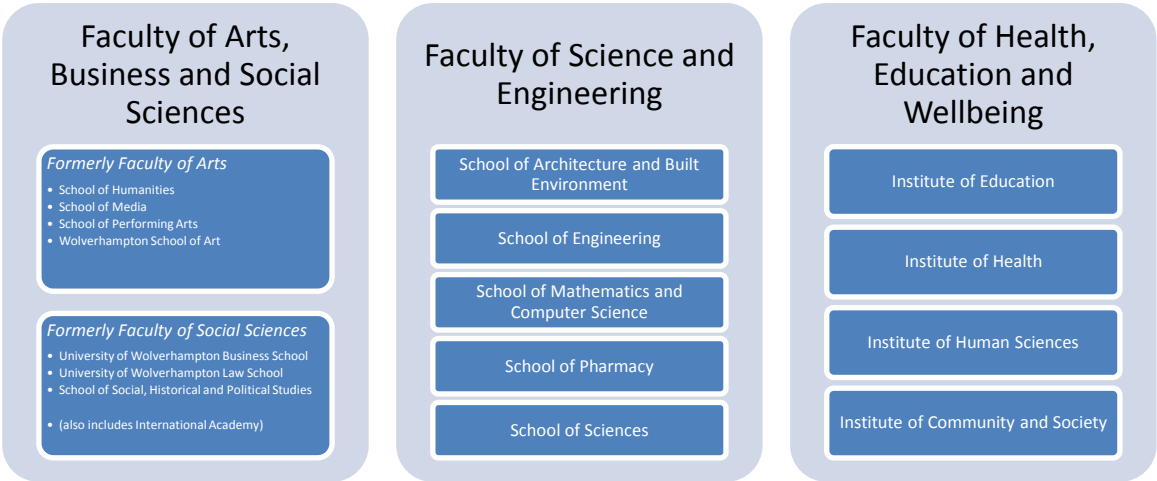 Faculty of Arts,
Business and Social
Sciences
Formerly Faculty of Arts
• School of Humanities
• School of Media
• School of Performing Arts
• Wolverhampton School of Art
Formerly Faculty of Social Sciences
• University of Wolverhampton Business School
• University of Wolverhampton Law School
• School of Social, Historical and Political Studies
• (also includes International Academy)
Faculty of Science and
Engineering
School of Architecture and Built
Environment
School of Engineering
School of Mathematics and
Computer Science
School of Pharmacy
School of Sciences
Faculty of Health,
Education and
Wellbeing
Institute of Education
Institute of Health
Institute of Human Sciences
Institute of Community and Society